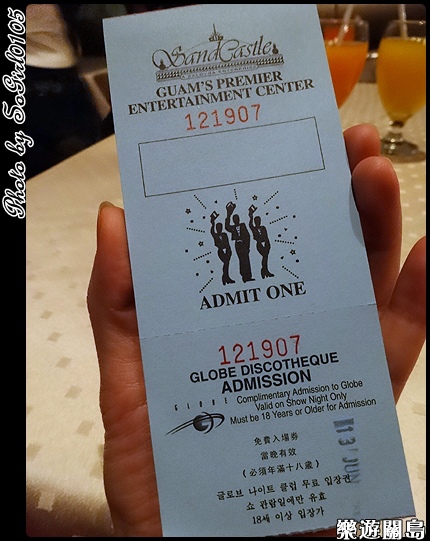 SandCastle
GUAM'S PREMIER
ENTERTAINMENT CENTER
121907
ADMIT ONE
121907
GLOBE DISCOTHEQUE
ADMISSION
GLOBE
Complimentary Admission to Globe
Valid on Show Night Only
Must be 18 Years or Older for Admission
免費入場券
當晚有效
(必須年滿十八歲)
글로브 나이트 클럽 무료 입장권
쇼 관람일에만 유효
18세 이상 입장가
13 JUN
Photo by SoGirl0105
樂遊關島